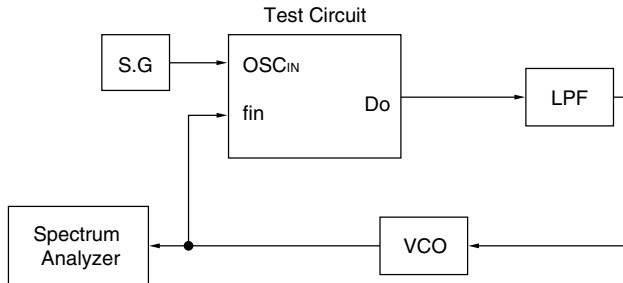 Test Circuit
S.G
OSCIN
fin
Do
LPF
Spectrum
Analyzer
VCO